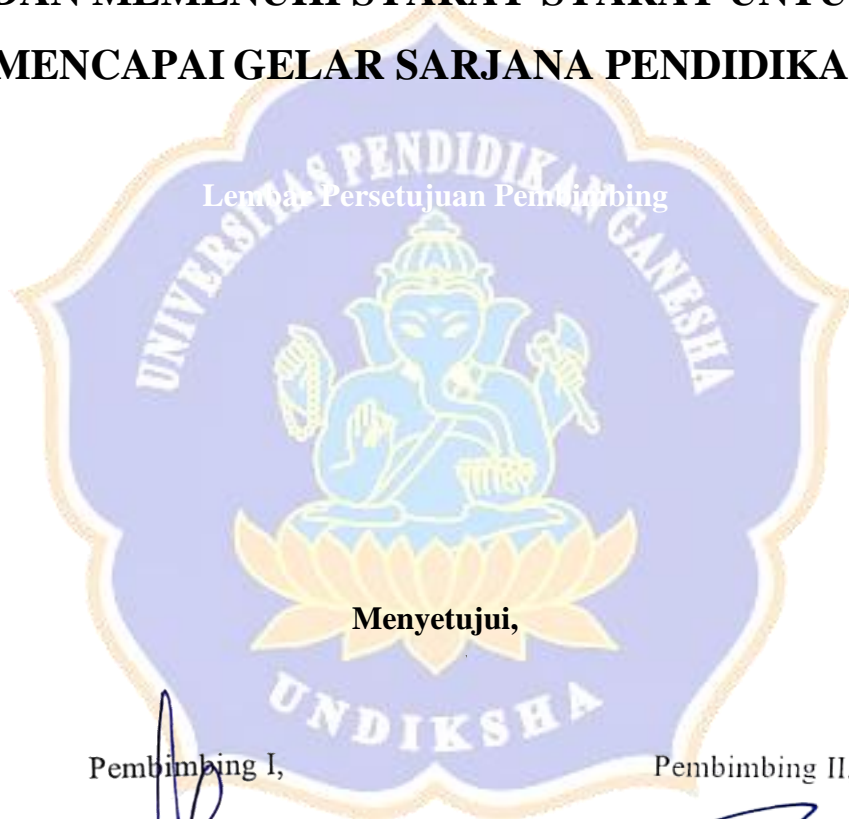 DAN MEMENUHI SYARAT-SYARAT UNTU
MENCAPAI GELAR SARJANA PENDIDIKA
UNIVERSITAS PENDIDIKAN GANESHA
Lembar Persetujuan Pembimbing
Menyetujui,
UNDIKSHA
Pembimbing I,
Pembimbing II.